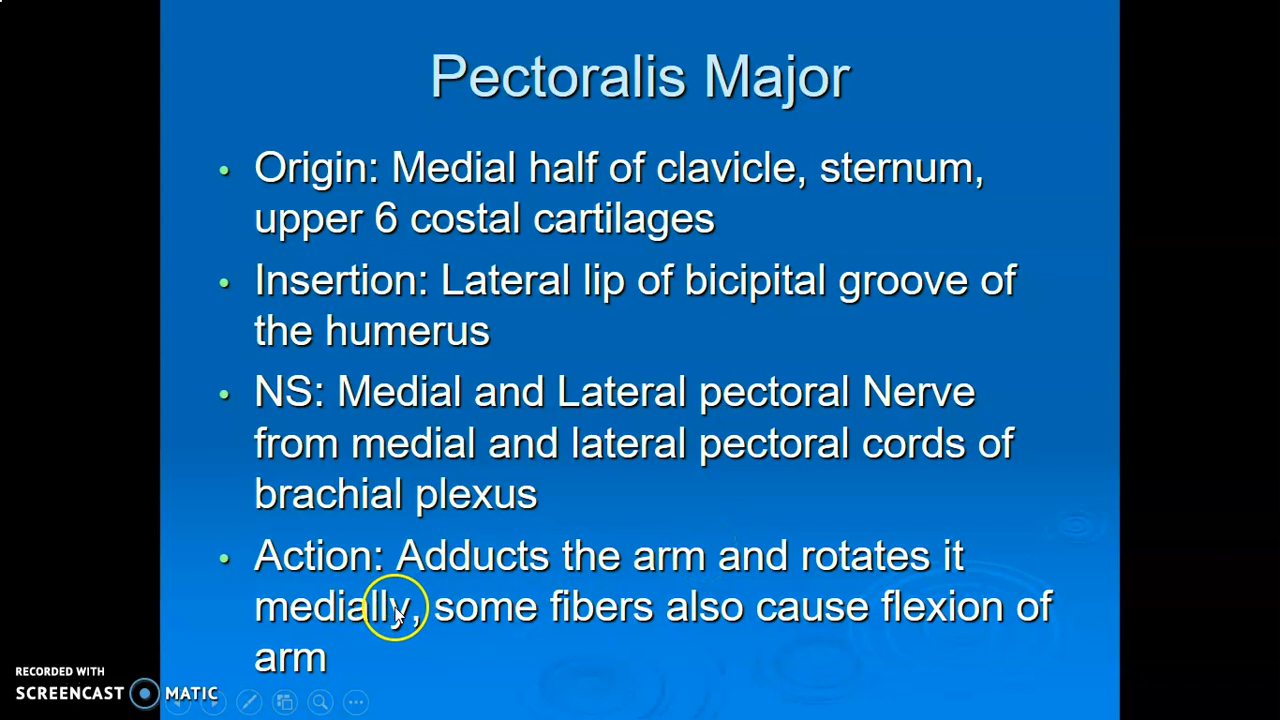 Pectoralis Major
• Origin: Medial half of clavicle, sternum,
upper 6 costal cartilages
• Insertion: Lateral lip of bicipital groove of
the humerus
• NS: Medial and Lateral pectoral Nerve
from medial and lateral pectoral cords of
brachial plexus
• Action: Adducts the arm and rotates it
medially, some fibers also cause flexion of
arm
RECORDED WITH
SCREENCAST MATIC